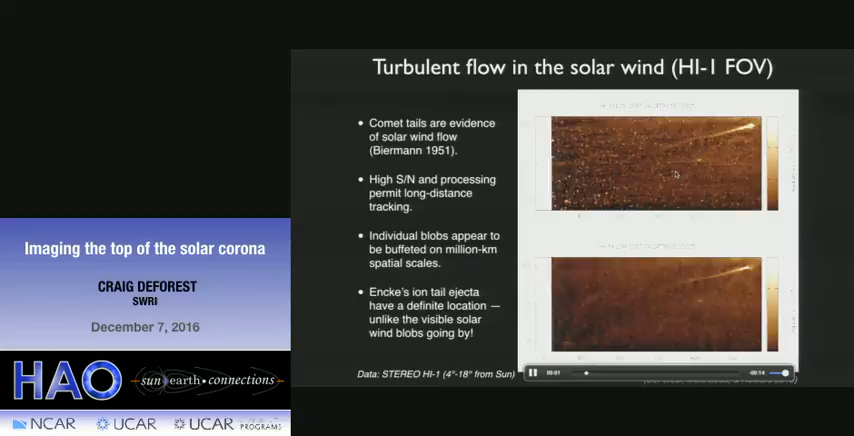 Turbulent flow in the solar wind (HI-1 FOV)
• Comet tails are evidence
of solar wind flow
(Biermann 1951).
• High S/N and processing
permit long-distance
tracking.
• Individual blobs appear to
be buffeted on million-km
spatial scales.
• Encke's ion tail ejecta
have a definite location —
unlike the visible solar
wind blobs going by!
Data: STEREO HI-1 (4°-18° from Sun)
00:01
-00:14
Imaging the top of the solar corona
CRAIG DEFOREST
SWRI
December 7, 2016
HAO
sun earth • connections
NCAR
UCAR
UCAR PROGRAMS